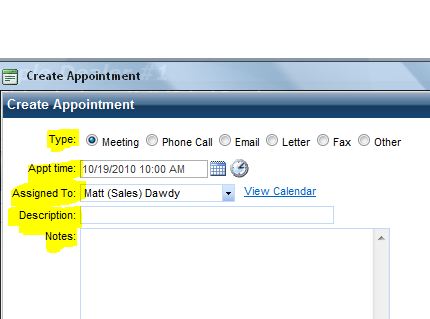 Create Appointment
Create Appointment
Type: Meeting Phone Call Email Letter Fax Other
Appt time: 10/19/2010 10:00 AM
Assigned To: Matt (Sales) Dawdy View Calendar
Description:
Notes: